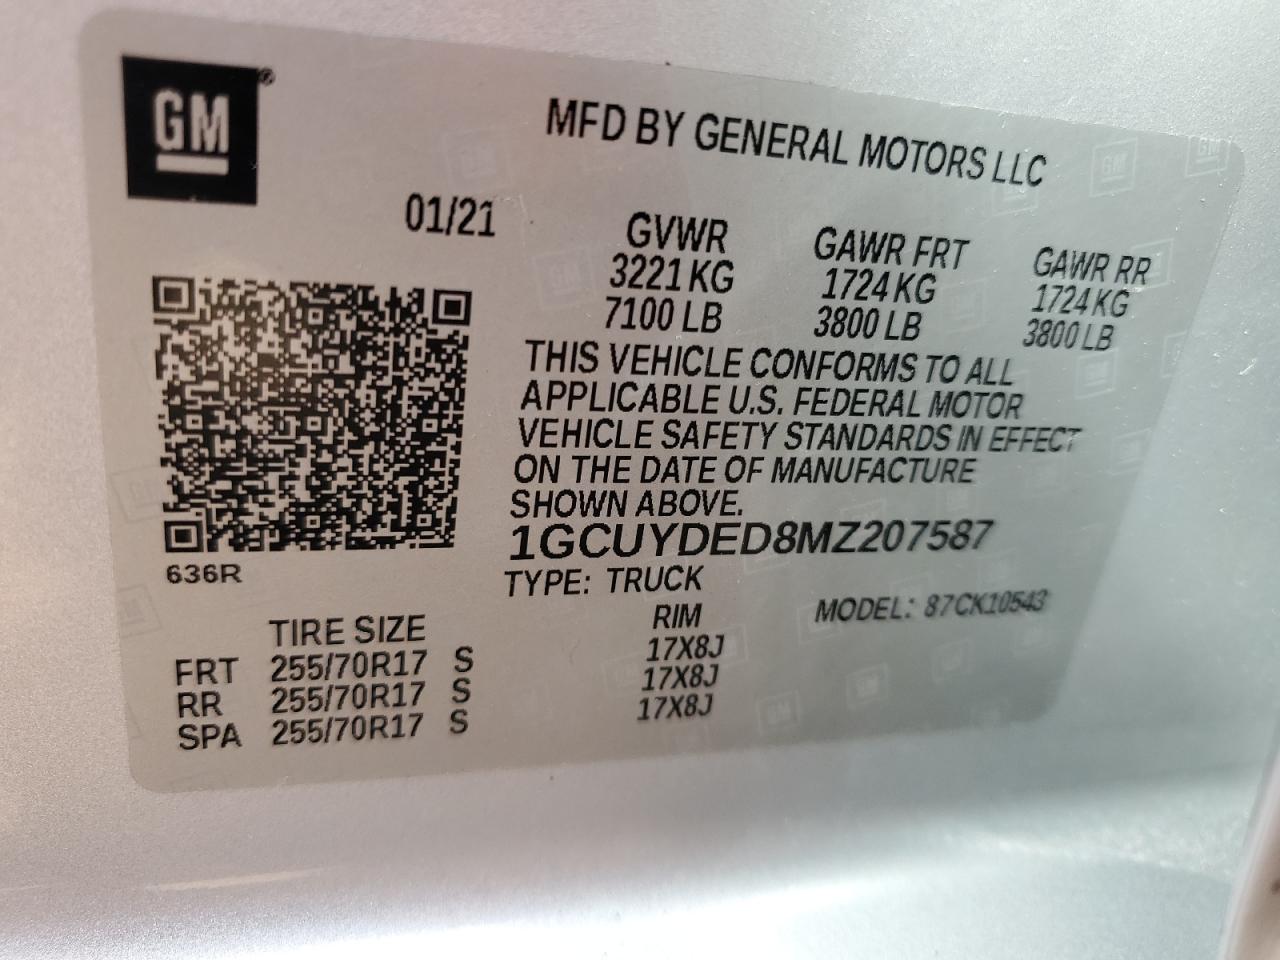 GM®
MFD BY GENERAL MOTORS LLC
01/21
GVWR GAWR FRT GAWR RR
3221 KG 1724 KG 1724 KG
7100 LB 3800 LB 3800 LB
THIS VEHICLE CONFORMS TO ALL
APPLICABLE U.S. FEDERAL MOTOR
VEHICLE SAFETY STANDARDS IN EFFECT
ON THE DATE OF MANUFACTURE
SHOWN ABOVE.
1GCUYDED8MZ207587
636R
TYPE: TRUCK
MODEL: 87CK10543
TIRE SIZE RIM
FRT 255/70R17 S 17X8J
RR 255/70R17 S 17X8J
SPA 255/70R17 S 17X8J